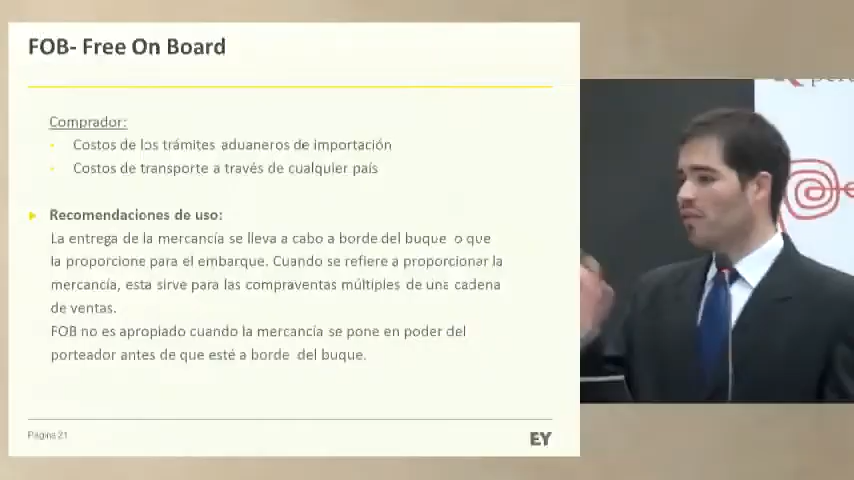 FOB- Free On Board
Comprador:
Costos de los trámites aduaneros de importación
Costos de transporte a través de cualquier país
Recomendaciones de uso:
La entrega de la mercancía se lleva a cabo a borde del buque o que
la proporcione para el embarque. Cuando se refiere a proporcionar la
mercancía, esta sirve para las compraventas múltiples de una cadena
de ventas.
FOB no es apropiado cuando la mercancía se pone en poder del
porteador antes de que esté a borde del buque.
Página 21
EY